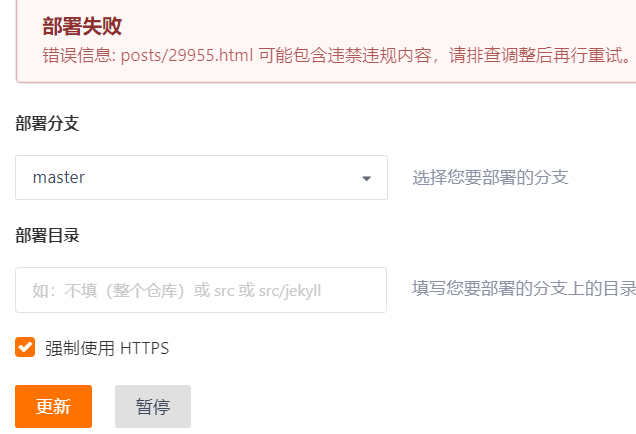 部署失败
错误信息: posts/29955.html 可能包含违禁违规内容，请排查调整后再行重试。
部署分支
master 选择您要部署的分支
部署目录
如：不填（整个仓库）或 src 或 src/jekyll 填写您要部署的分支上的目录
强制使用 HTTPS
更新 暂停